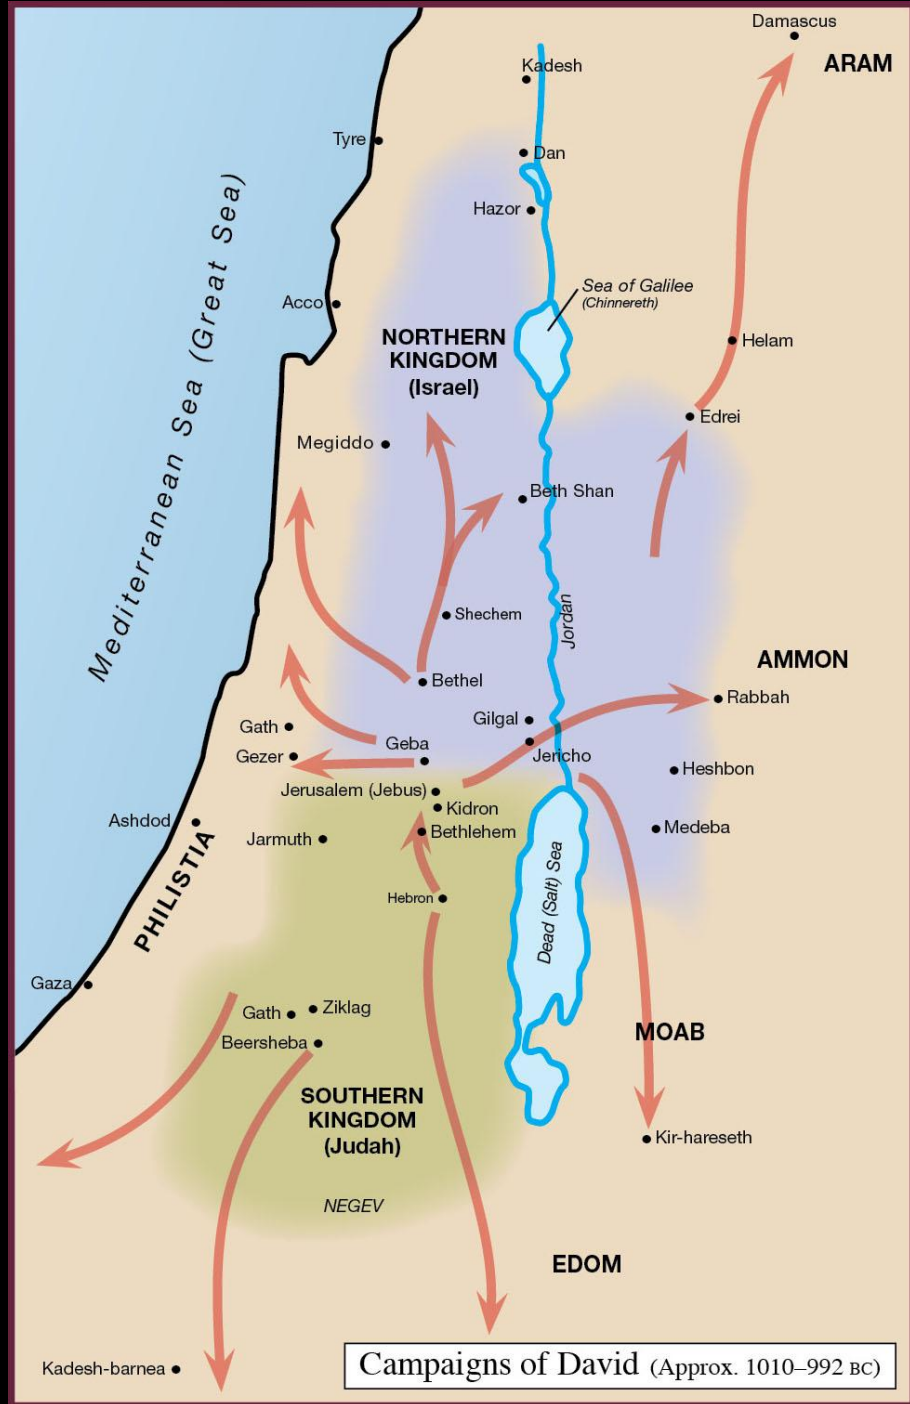 Damascus
ARAM
Kadesh
Tyre
Dan
Hazor
Mediterranean Sea (Great Sea)
Sea of Galilee
(Chinnereth)
Acco
NORTHERN
KINGDOM
(Israel)
Helam
Edrei
Megiddo
Beth Shan
Shechem
Jordan
AMMON
Bethel
Rabbah
Gilgal
Gath
Geba
Gezer
Jericho
Heshbon
Jerusalem (Jebus)
Kidron
Ashdod
Bethlehem
Medeba
Jarmuth
PHILISTIA
Hebron
Dead (Salt) Sea
Gaza
Gath
Ziklag
Beersheba
MOAB
SOUTHERN
KINGDOM
(Judah)
Kir-hareseth
NEGEV
EDOM
Kadesh-barnea
Campaigns of David (Approx. 1010–992 BC)